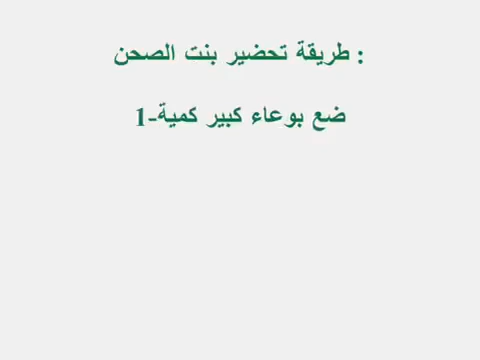 طريقة تحضير بنت الصحن :
1-ضع بوعاء كبير كمية